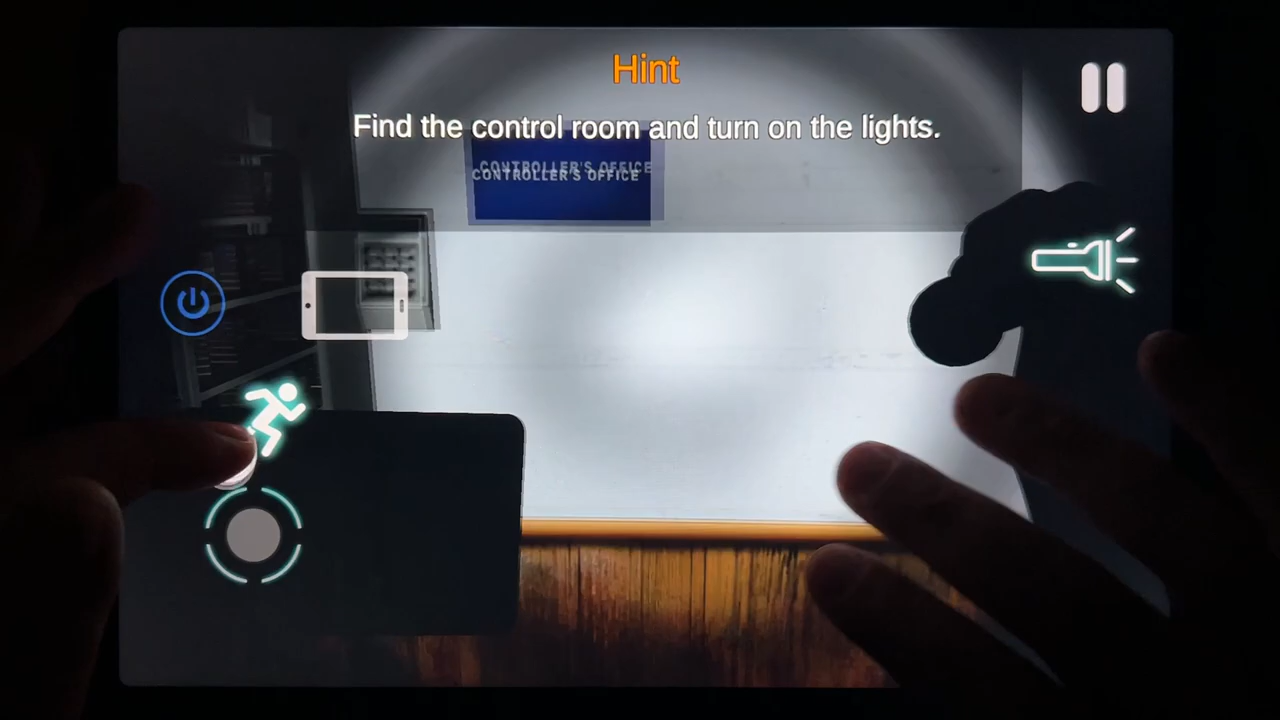 Hint
Find the control room and turn on the lights.
CONTROLLER'S OFFICE
CONTROLLER'S OFFICE